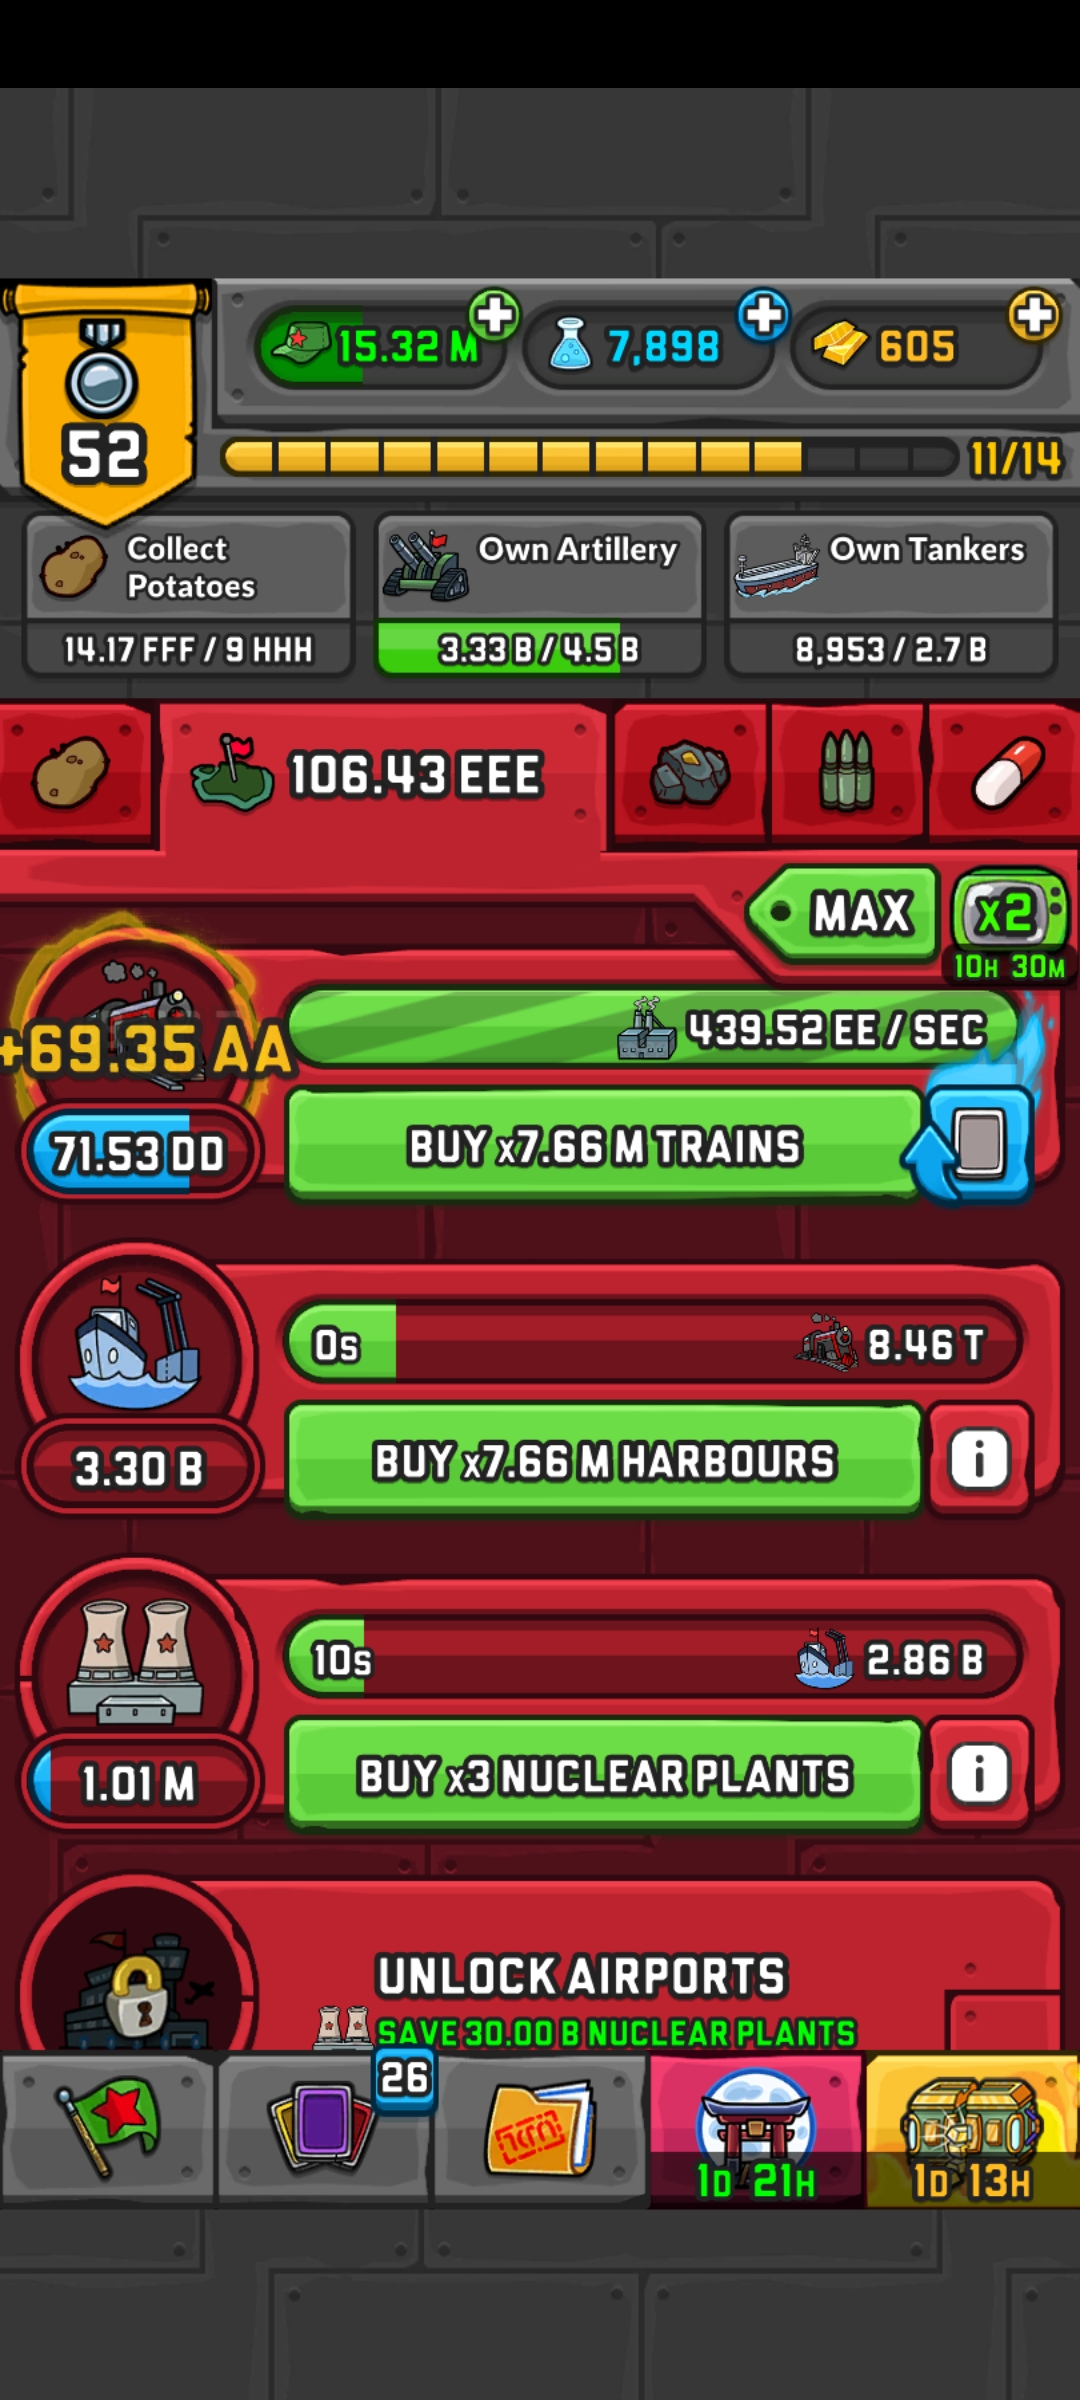 15.32 M
7,898
605
52
11/14
Collect
Potatoes
14.17 FFF / 9 HHH
Own Artillery
3.33 B / 4.5 B
Own Tankers
8,953 / 2.7 B
106.43 EEE
MAX
x2
10H 30M
+69.35 AA
439.52 EE / SEC
71.53 DD
BUY x7.66 M TRAINS
0s
8.46 T
3.30 B
BUY x7.66 M HARBOURS
i
10s
2.86 B
1.01 M
BUY x3 NUCLEAR PLANTS
i
UNLOCK AIRPORTS
SAVE 30.00 B NUCLEAR PLANTS
26
1D 21H
1D 13H